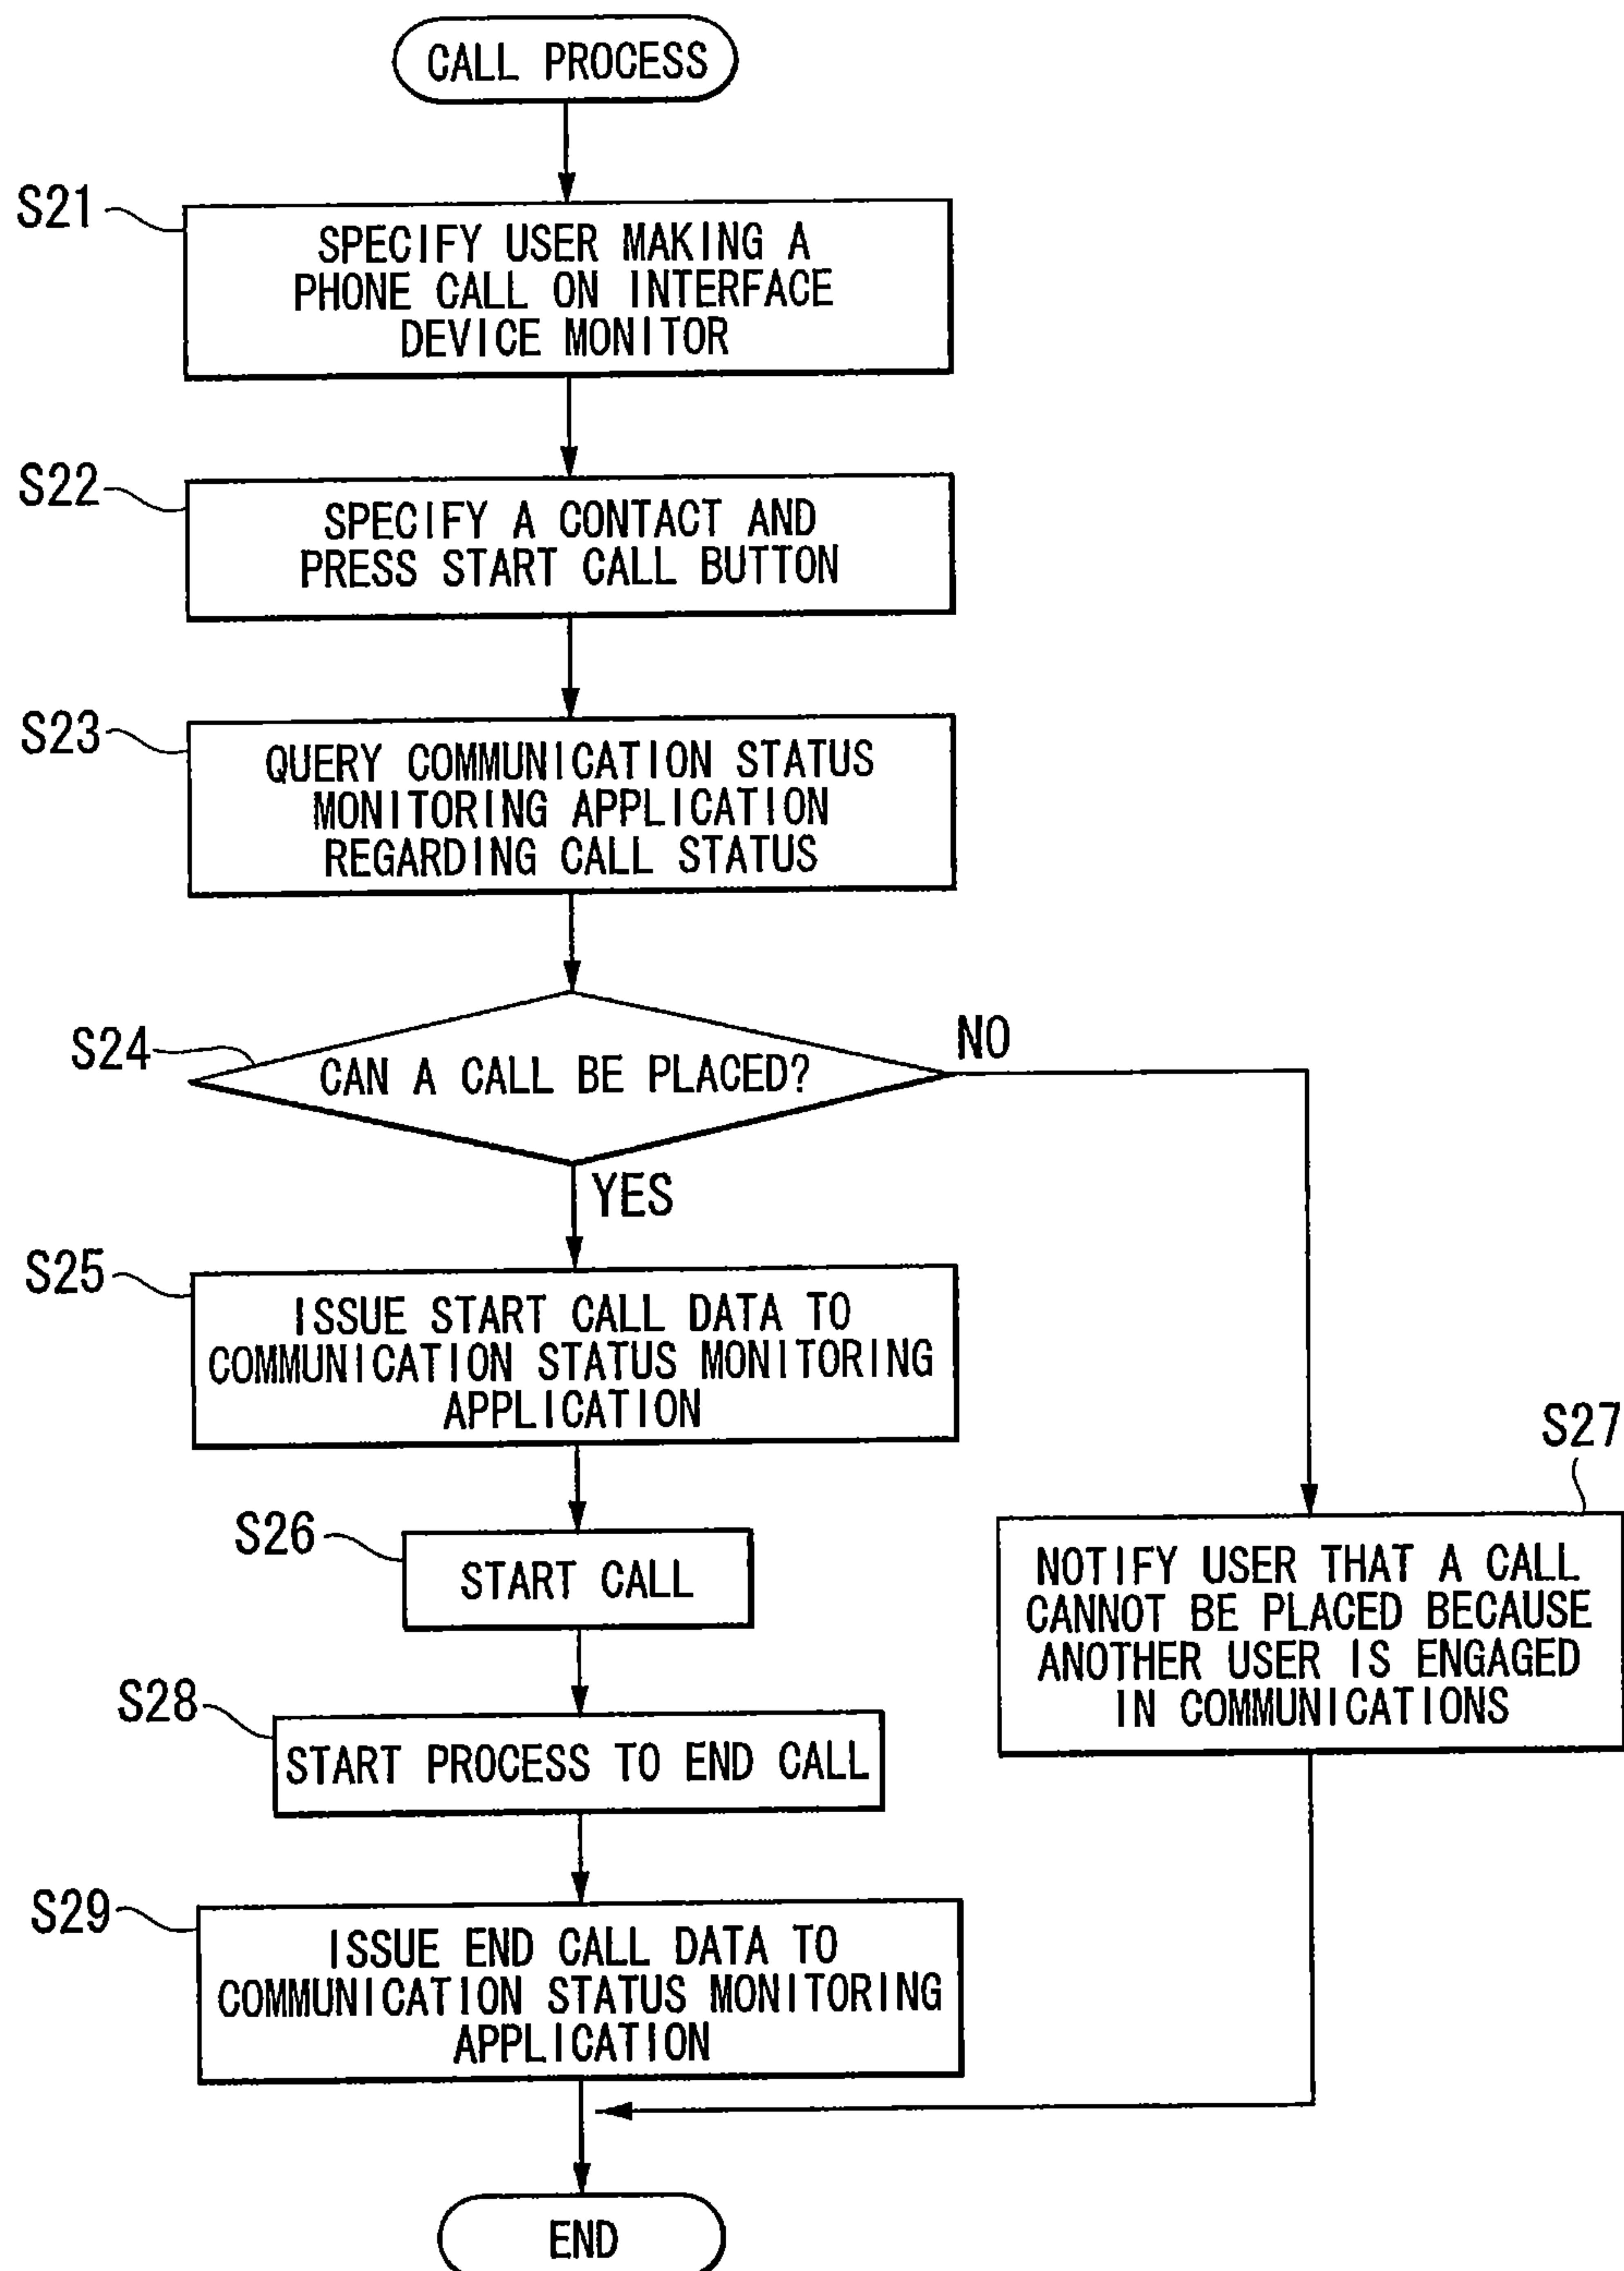 CALL PROCESS
S21
SPECIFY USER MAKING A
PHONE CALL ON INTERFACE
DEVICE MONITOR
S22
SPECIFY A CONTACT AND
PRESS START CALL BUTTON
S23
QUERY COMMUNICATION STATUS
MONITORING APPLICATION
REGARDING CALL STATUS
S24
CAN A CALL BE PLACED?
NO
YES
S25
ISSUE START CALL DATA TO
COMMUNICATION STATUS MONITORING
APPLICATION
S26
START CALL
S27
NOTIFY USER THAT A CALL
CANNOT BE PLACED BECAUSE
ANOTHER USER IS ENGAGED
IN COMMUNICATIONS
S28
START PROCESS TO END CALL
S29
ISSUE END CALL DATA TO
COMMUNICATION STATUS MONITORING
APPLICATION
END